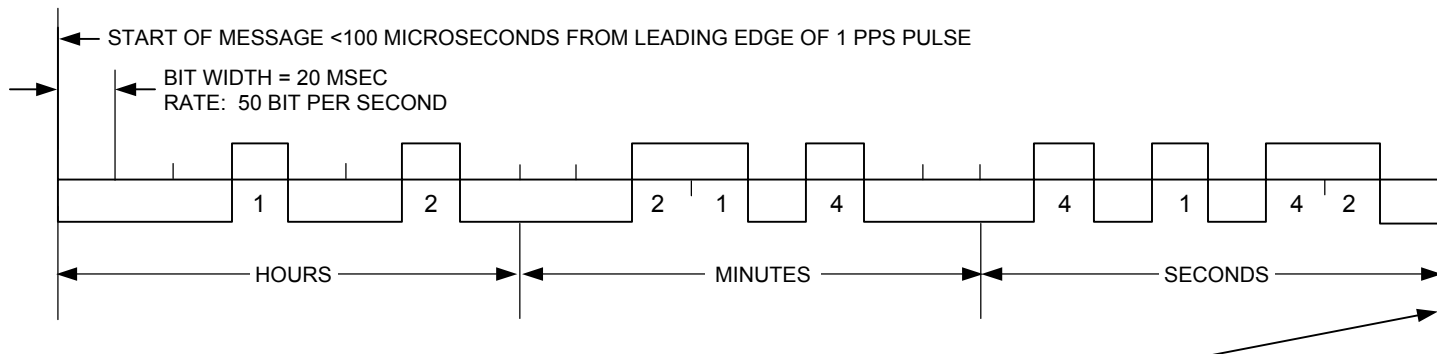 START OF MESSAGE <100 MICROSECONDS FROM LEADING EDGE OF 1 PPS PULSE
BIT WIDTH = 20 MSEC
RATE: 50 BIT PER SECOND
1 2 2 1 4 4 1 4 2
HOURS MINUTES SECONDS